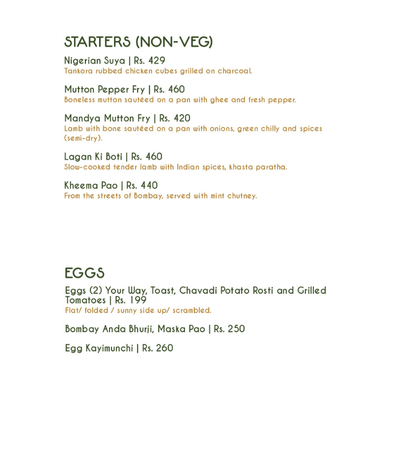 STARTERS (NON-VEG)
Nigerian Suya | Rs. 429
Tankora rubbed chicken cubes grilled on charcoal.
Mutton Pepper Fry | Rs. 460
Boneless mutton sautéed on a pan with ghee and fresh pepper.
Mandya Mutton Fry | Rs. 420
Lamb with bone sautéed on a pan with onions, green chilly and spices
(semi-dry).
Lagan Ki Boti | Rs. 460
Slow-cooked tender lamb with Indian spices, khasta paratha.
Kheema Pao | Rs. 440
From the streets of Bombay, served with mint chutney.
EGGS
Eggs (2) Your Way, Toast, Chavadi Potato Rosti and Grilled
Tomatoes | Rs. 199
Flat/ folded / sunny side up/ scrambled.
Bombay Anda Bhurji, Maska Pao | Rs. 250
Egg Kayimunchi | Rs. 260